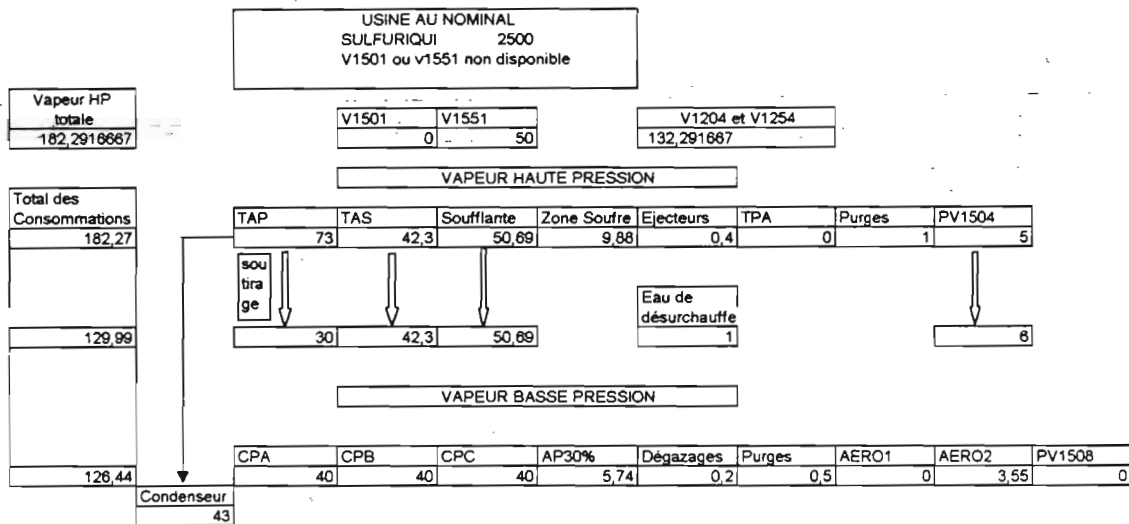 USINE AU NOMINAL
SULFURIQUI 2500
V1501 ou v1551 non disponible
Vapeur HP
totale
182,2916667
V1501 V1551
0 50
V1204 et V1254
132,291667
VAPEUR HAUTE PRESSION
Total des
Consommations
182,27
TAP TAS Soufflante Zone Soufre Ejecteurs TPA Purges PV1504
73 42,3 50,69 9,88 0,4 0 1 5
sou
tira
ge
Eau de
désurchauffe
129,99
30 42,3 50,69 1 6
VAPEUR BASSE PRESSION
CPA CPB CPC AP30% Dégazages Purges AERO1 AERO2 PV1508
126,44 40 40 40 5,74 0,2 0,5 0 3,55 0
Condenseur
43